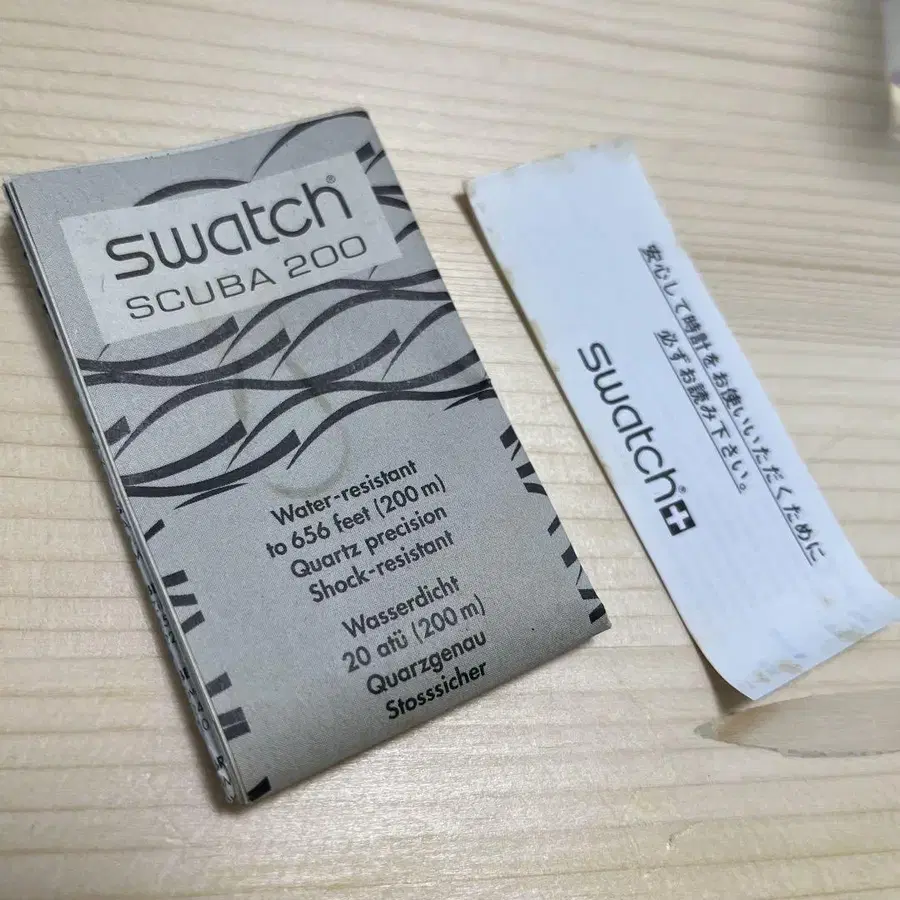 swatch®
SCUBA 200
Water-resistant
to 656 feet (200 m)
Quartz precision
Shock-resistant
Wasserdicht
20 atü (200 m)
Quarzgenau
Stosssicher
安心して時計をお使いいただくために
必ずお読み下さい。
swatch